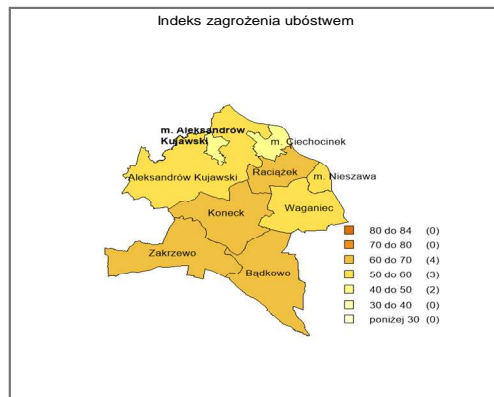 Indeks zagrożenia ubóstwem
m. Aleksandrów
Kujawski
m. Ciechocinek
Aleksandrów Kujawski
Raciążek
m. Nieszawa
Koneck
Waganiec
Zakrzewo
Bądkowo
80 do 84 (0)
70 do 80 (0)
60 do 70 (4)
50 do 60 (3)
40 do 50 (2)
30 do 40 (0)
poniżej 30 (0)